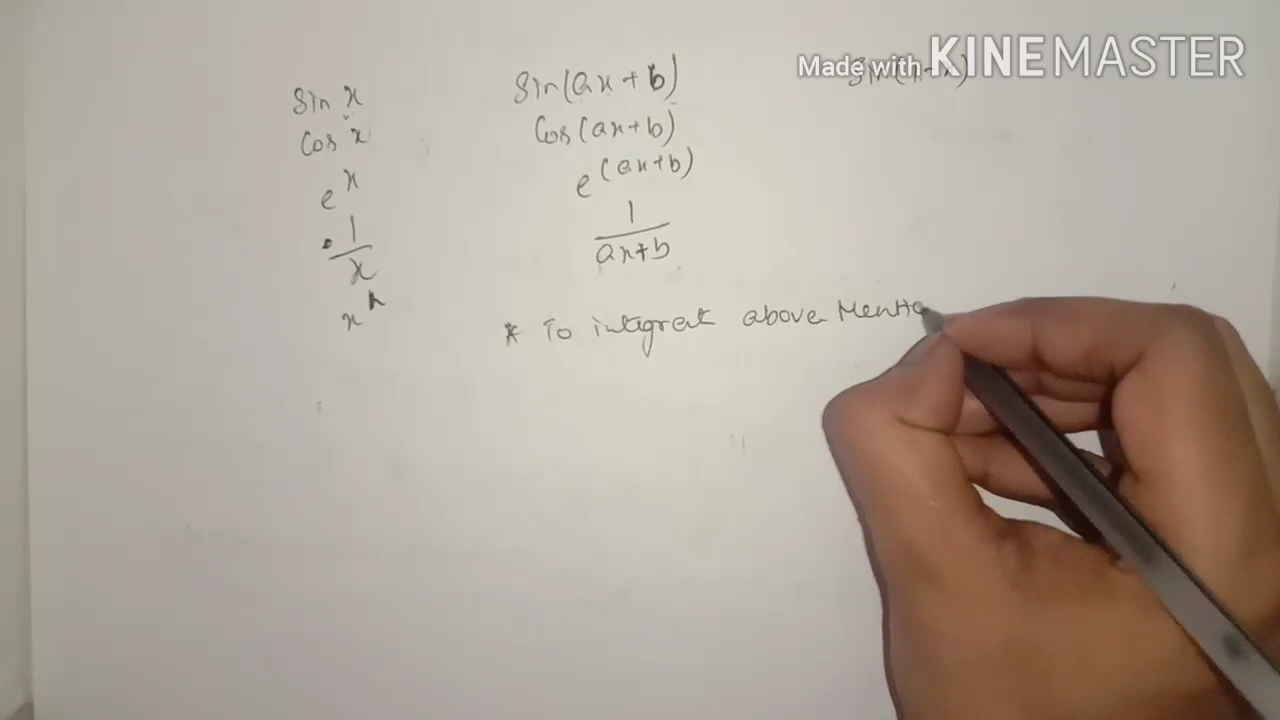 Made with KINEMASTER
sin x
sin(ax+b)
cos x
cos(ax+b)
e^x
e^(ax+b)
1/x
1/ax+b
x^n
* To integrat above Mentio